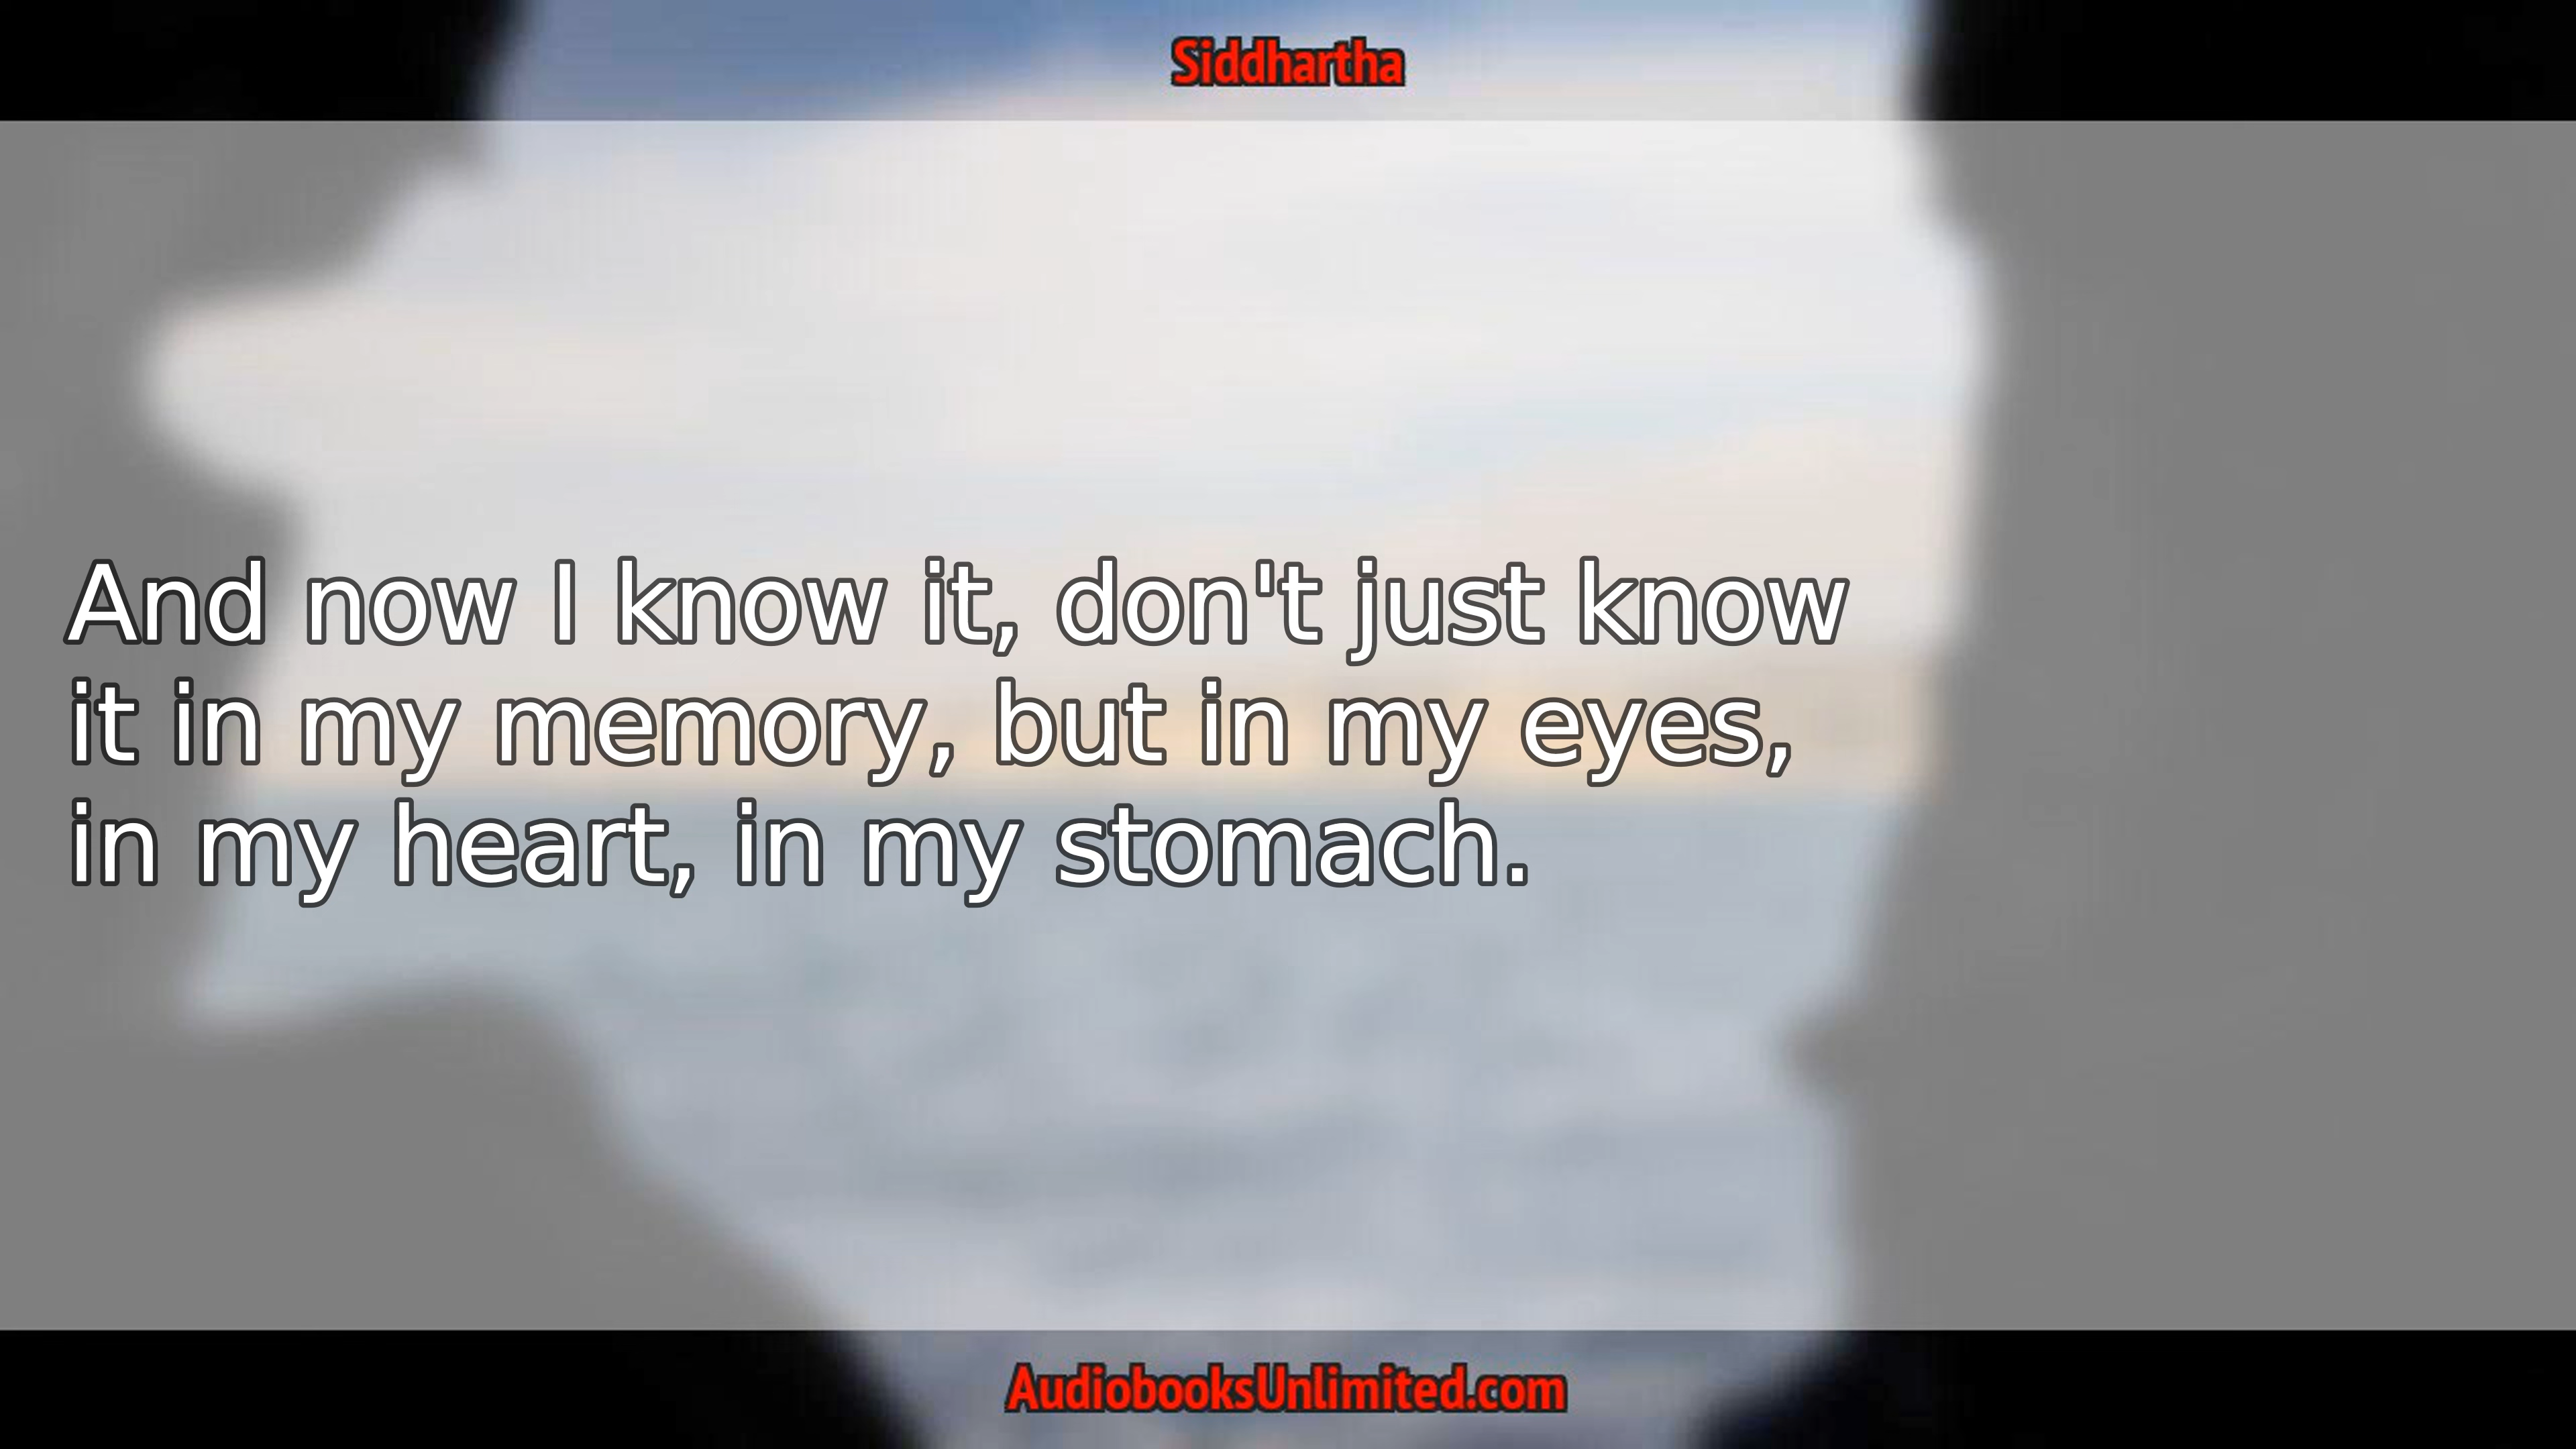 Siddhartha
And now I know it, don't just know
it in my memory, but in my eyes,
in my heart, in my stomach.
AudiobooksUnlimited.com